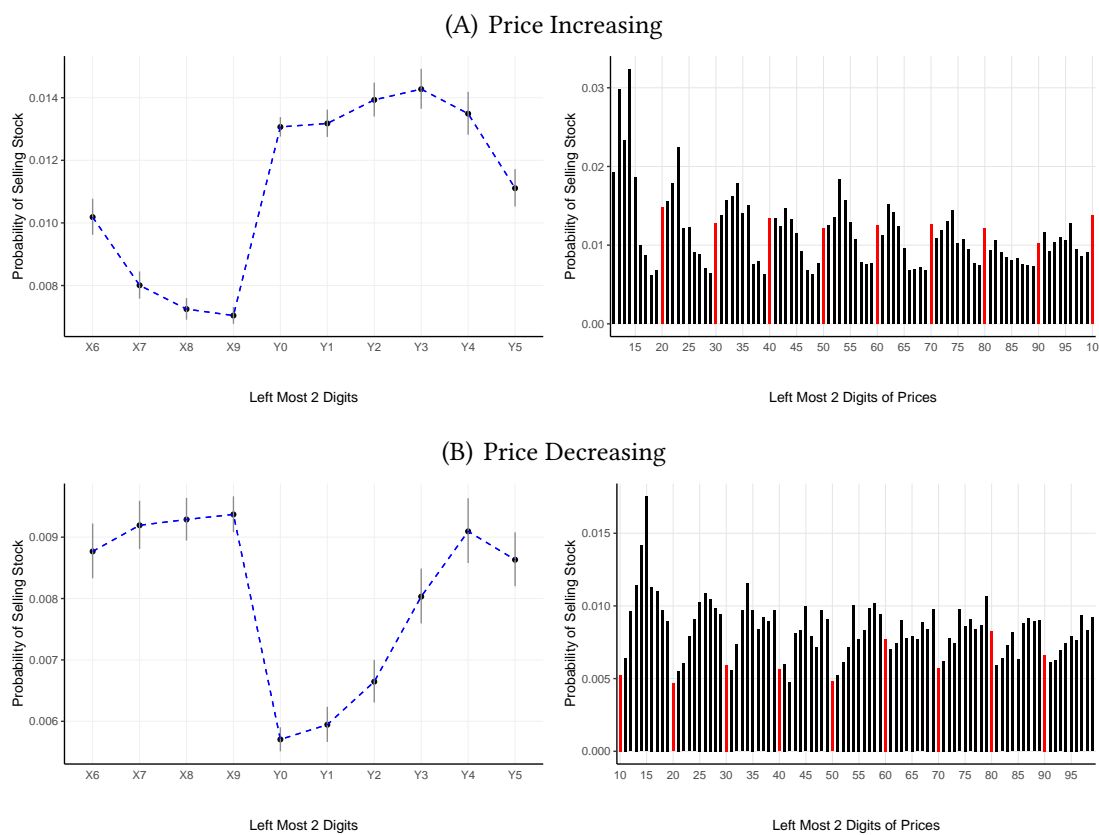 (A) Price Increasing
Probability of Selling Stock
0.014
0.012
0.010
0.008
X6 X7 X8 X9 Y0 Y1 Y2 Y3 Y4 Y5
Left Most 2 Digits
Probability of Selling Stock
0.03
0.02
0.01
0.00
15 20 25 30 35 40 45 50 55 60 65 70 75 80 85 90 95 10
Left Most 2 Digits of Prices
(B) Price Decreasing
Probability of Selling Stock
0.009
0.008
0.007
0.006
X6 X7 X8 X9 Y0 Y1 Y2 Y3 Y4 Y5
Left Most 2 Digits
Probability of Selling Stock
0.015
0.010
0.005
0.000
10 15 20 25 30 35 40 45 50 55 60 65 70 75 80 85 90 95
Left Most 2 Digits of Prices